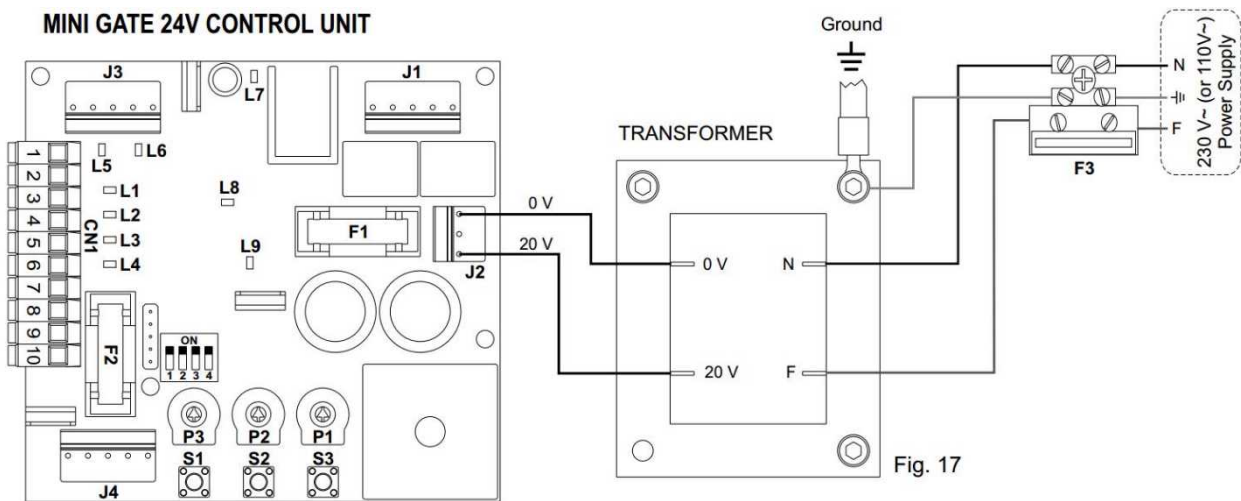 MINI GATE 24V CONTROL UNIT
Ground
J3
J1
L7
N
230 V~ (or 110V~)
Power Supply
F
F3
TRANSFORMER
L5
L6
1
2
3
4
5
6
7
8
9
10
CN1
L1
L2
L3
L4
L8
L9
F1
J2
0 V
20 V
0 V
N
20 V
F
F2
ON
1 2 3 4
P3
P2
P1
S1
S2
S3
J4
Fig. 17